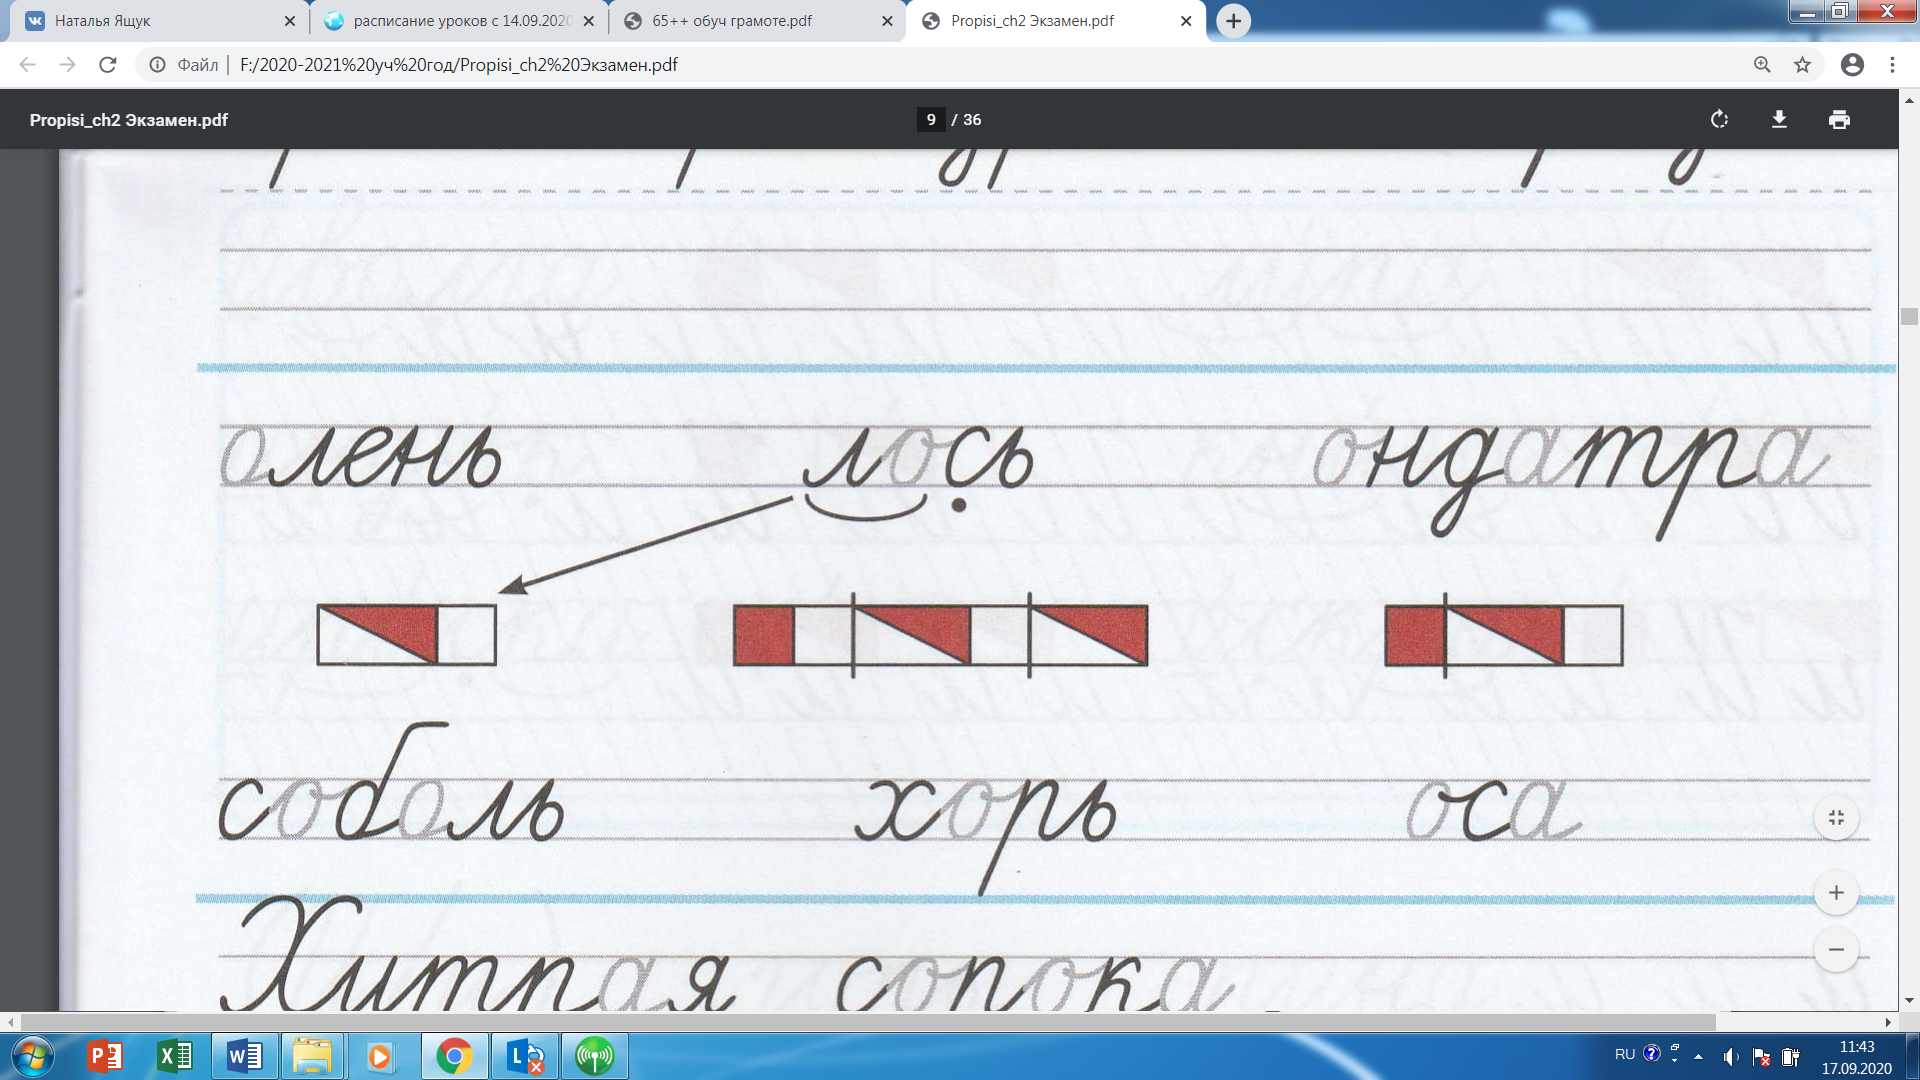 Наталья Ящук
расписание уроков с 14.09.2020
65++ обуч грамоте.pdf
Propisi_ch2 Экзамен.pdf
Файл F:/2020-2021%20уч%20год/Propisi_ch2%20Экзамен.pdf
Propisi_ch2 Экзамен.pdf 9 / 36
олень лось ондатра
соболь хорь оса
Хитрая сорока
RU 11:43
17.09.2020